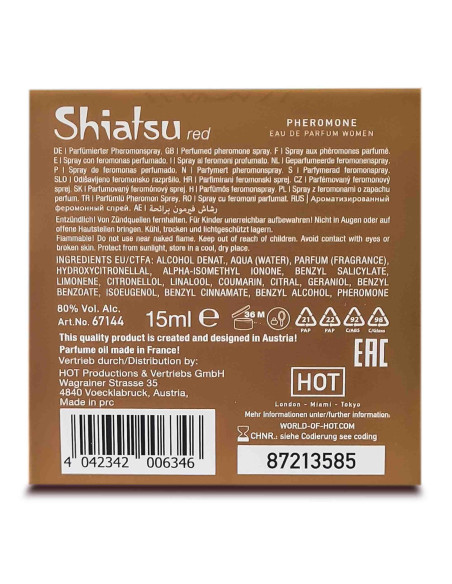 Shiatsu red
PHEROMONE
EAU DE PARFUM WOMEN
DE I Parfümierter Pheromonspray. GB I Perfumed pheromone spray. F I Spray aux phéromones parfumé.
E I Spray con feromonas perfumado. I I Spray ai feromoni profumato. NL I Geparfumeerde feromonenspray.
P I Spray de feromonas N I Parfymert pheromonspray. S I Parfymerad feromonspray.
SLO I Odišavljeno feromonsko razpršilo. HR I Parfimirani feromonski sprej. CZ I Parfémovaný feromonový
sprej. SK I Parfumovaný feromónový sprej. H I Parfümös feromonspray. PL I Spray z feromonami o zapachu
perfum. TR I Parfümlü Pheromon Sprey. RO I Spray cu feromoni parfumat. RUS I Ароматизированный
феромонный спрей. AE I رشاش فيرمون برائحة
Entzündlich! Von Zündquellen fernhalten. Für Kinder unerreichbar aufbewahren! Nicht in Augen oder auf
offene Hautstellen bringen. Kühl, trocken und lichtgeschützt lagern.
Flammable! Do not use near naked flame. Keep out of reach of children. Avoid contact with eyes or
broken skin. Protect from sunlight, store in a cool, dry place.
INGREDIENTS EU/CTFA: ALCOHOL DENAT., AQUA (WATER), PARFUM (FRAGRANCE),
HYDROXYCITRONELLAL, ALPHA-ISOMETHYL IONONE, BENZYL SALICYLATE,
LIMONENE, CITRONELLOL, LINALOOL, COUMARIN, CITRAL, GERANIOL, BENZYL
BENZOATE, ISOEUGENOL, BENZYL CINNAMATE, BENZYL ALCOHOL, PHEROMONE
80% Vol. Alc.
Art.No. 67144
15ml e
36 M
21 PAP
22 PAP
92 C/ABS
98
This quality product is created and designed in Austria!
Parfume oil made in France!
Vertrieb durch/Distribution by:
HOT Productions & Vertriebs GmbH
Wagrainer Strasse 35
4840 Voecklabruck, Austria,
Made in prc
EAC
HOT
London - Miami - Tokyo
Mehr Informationen unter/further informations
WORLD-OF-HOT.COM
CHNR.: siehe Codierung see coding
4 042342 006346
87213585